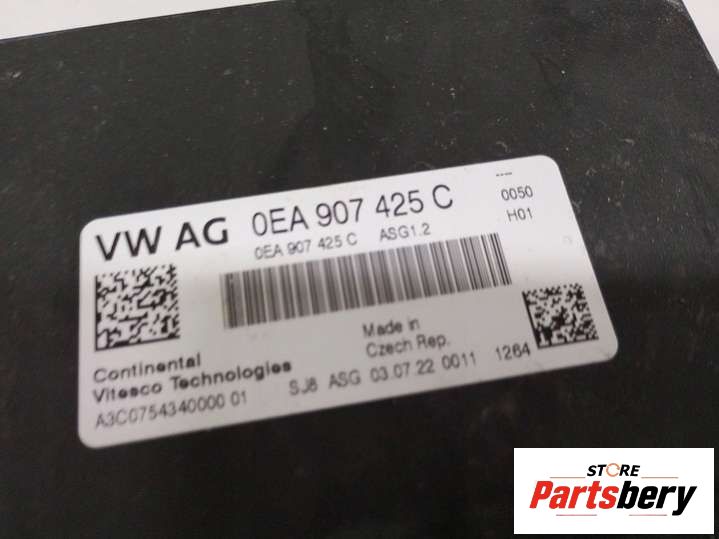 VW AG 0EA 907 425 C
0EA 907 425 C ASG1.2
----
0050
H01
Made in
Czech Rep.
Continental
Vitesco Technologies
A3C0754340000 01
SJ8 ASG 03.07.22 0011 1264
STORE
Partsbery